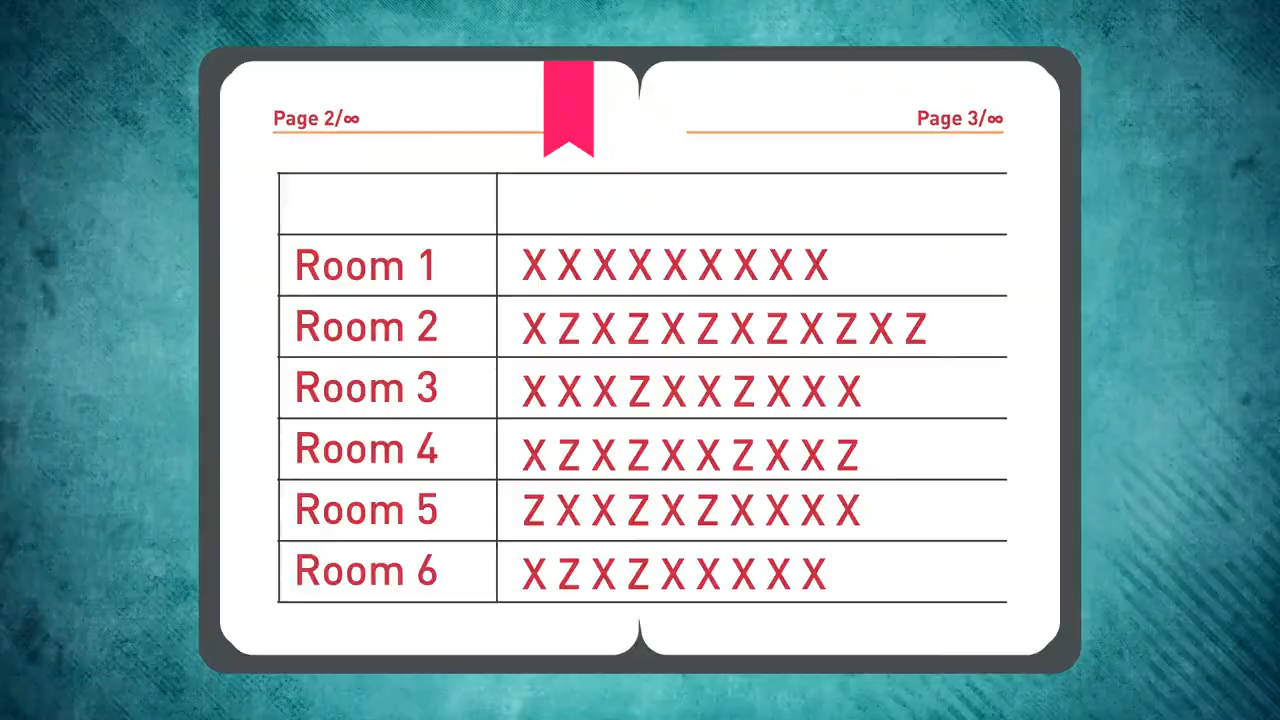 Page 2/∞
Page 3/∞
Room 1 X X X X X X X X X
Room 2 X Z X Z X Z X Z X Z X Z
Room 3 X X X Z X X Z X X X
Room 4 X Z X Z X X Z X X Z
Room 5 Z X X Z X Z X X X X
Room 6 X Z X Z X X X X X